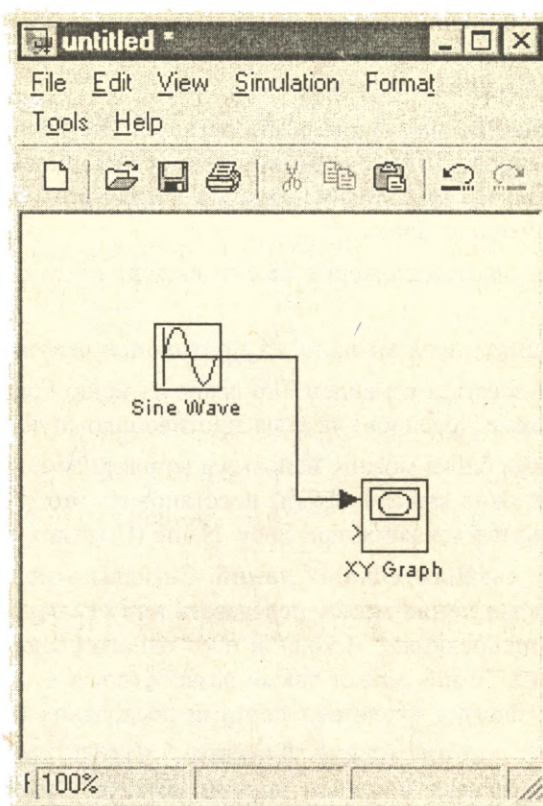 untitled *
File Edit View Simulation Format
Tools Help
Sine Wave
XY Graph
F 100%